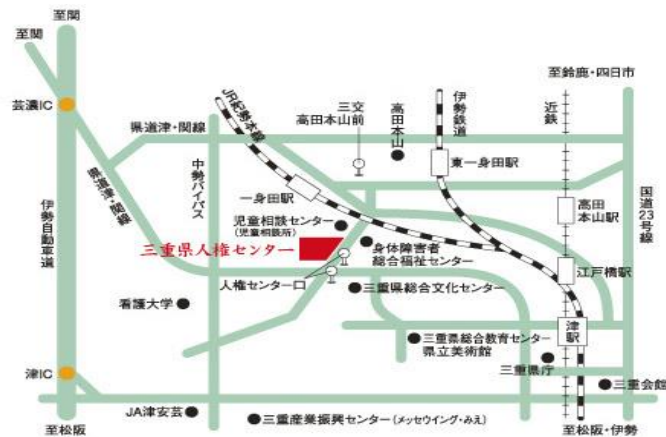 至関
至関
芸濃IC
県道津・関線
伊勢自動車道
県道津・関線
中勢バイパス
JR紀勢本線
三交
高田本山前
高田本山
伊勢鉄道
近鉄
至鈴鹿・四日市
東一身田駅
一身田駅
高田
本山駅
国道23号線
児童相談センター
(児童相談所)
三重県人権センター
身体障害者
総合福祉センター
江戸橋駅
人権センター口
三重県総合文化センター
看護大学
三重県総合教育センター
県立美術館
津駅
三重県庁
津IC
三重会館
JA津安芸
三重産業振興センター(メッセウイング・みえ)
至松阪
至松阪・伊勢